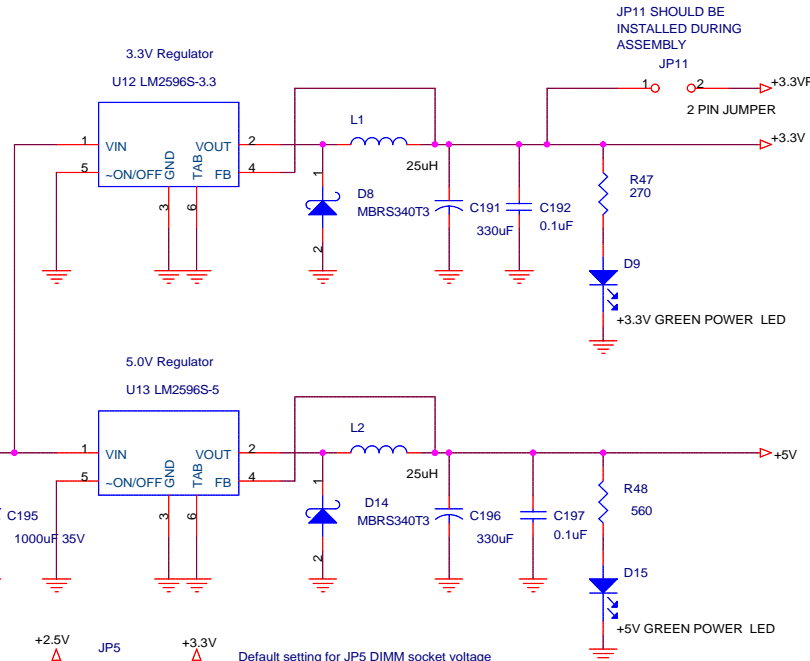 JP11 SHOULD BE
INSTALLED DURING
ASSEMBLY
JP11
1
2
+3.3VP
2 PIN JUMPER
3.3V Regulator
U12 LM2596S-3.3
1
VIN
VOUT
2
5
~ON/OFF
GND
TAB
FB
4
3
6
L1
25uH
+3.3V
1
D8
MBRS340T3
2
C191
330uF
C192
0.1uF
R47
270
D9
+3.3V GREEN POWER LED
5.0V Regulator
U13 LM2596S-5
1
VIN
VOUT
2
5
~ON/OFF
GND
TAB
FB
4
3
6
L2
25uH
+5V
C195
1000uF 35V
1
D14
MBRS340T3
2
C196
330uF
C197
0.1uF
R48
560
D15
+5V GREEN POWER LED
+2.5V
JP5
+3.3V
Default setting for JP5 DIMM socket voltage